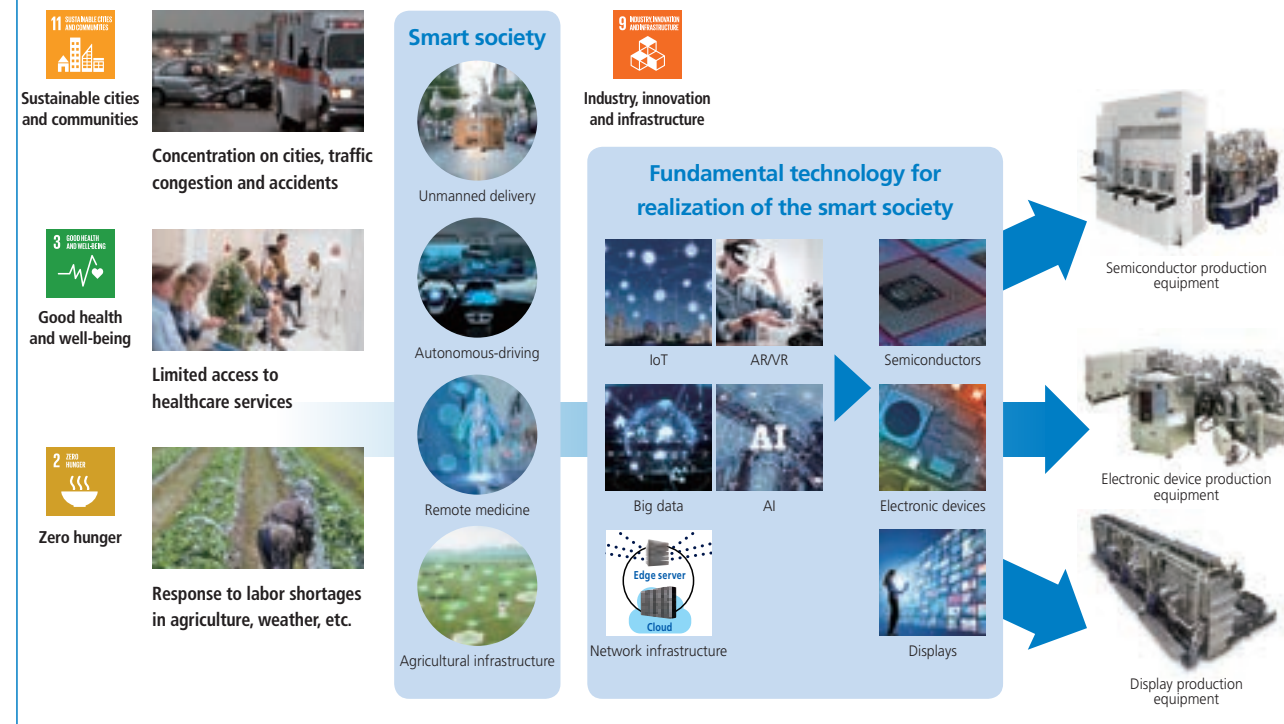 11 SUSTAINABLE CITIES
AND COMMUNITIES
Sustainable cities
and communities
Concentration on cities, traffic
congestion and accidents
3 GOOD HEALTH
AND WELL-BEING
Good health
and well-being
Limited access to
healthcare services
2 ZERO
HUNGER
Zero hunger
Response to labor shortages
in agriculture, weather, etc.
Smart society
Unmanned delivery
Autonomous-driving
Remote medicine
Agricultural infrastructure
9 INDUSTRY, INNOVATION
AND INFRASTRUCTURE
Industry, innovation
and infrastructure
Fundamental technology for
realization of the smart society
IoT
AR/VR
Semiconductors
AI
Big data
AI
Electronic devices
Edge server
Cloud
Network infrastructure
Displays
Semiconductor production
equipment
Electronic device production
equipment
Display production
equipment